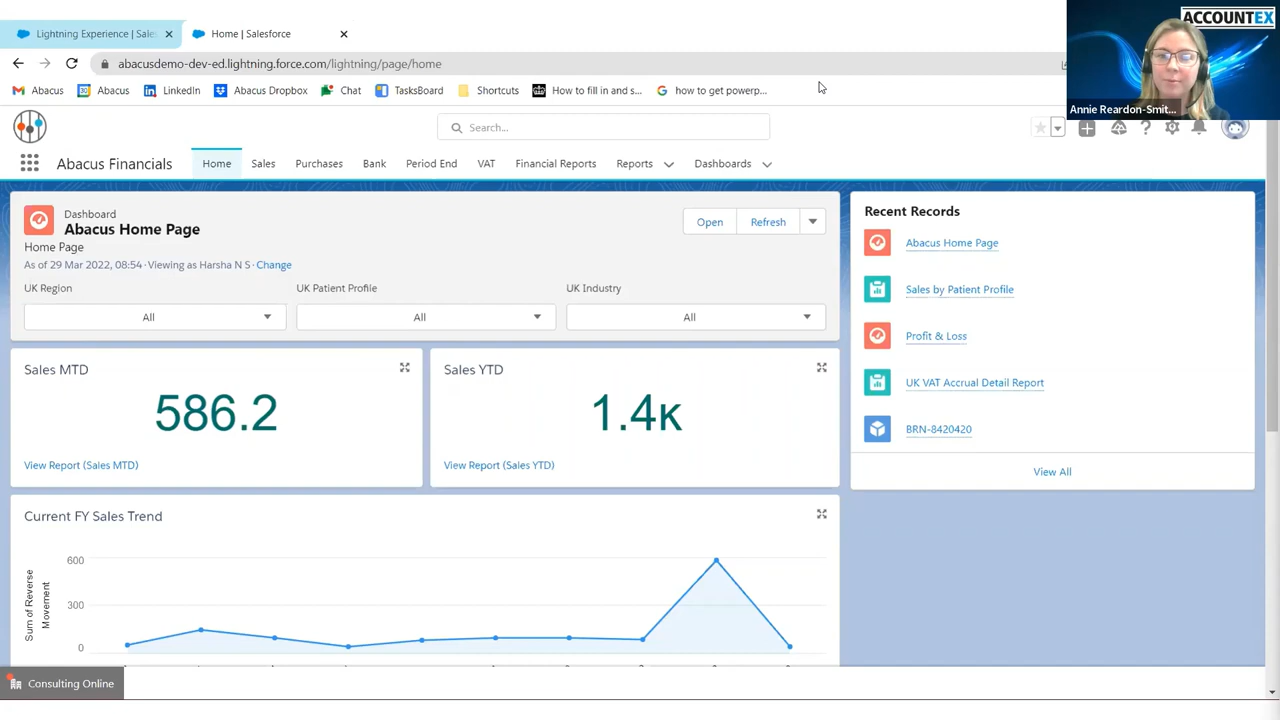 Lightning Experience | Sales
Home | Salesforce
abacusdemo-dev-ed.lightning.force.com/lightning/page/home
Abacus
Abacus
LinkedIn
Abacus Dropbox
Chat
TasksBoard
Shortcuts
How to fill in and s...
how to get powerp...
ACCOUNTEX
Annie Reardon-Smit...
Search...
Abacus Financials
Home
Sales
Purchases
Bank
Period End
VAT
Financial Reports
Reports
Dashboards
Dashboard
Abacus Home Page
Home Page
As of 29 Mar 2022, 08:54·Viewing as Harsha N S·Change
Open
Refresh
UK Region
UK Patient Profile
UK Industry
All
All
All
Sales MTD
586.2
View Report (Sales MTD)
Sales YTD
1.4K
View Report (Sales YTD)
Current FY Sales Trend
Sum of Reverse
Movement
600
300
0
Recent Records
Abacus Home Page
Sales by Patient Profile
Profit & Loss
UK VAT Accrual Detail Report
BRN-8420420
View All
Consulting Online